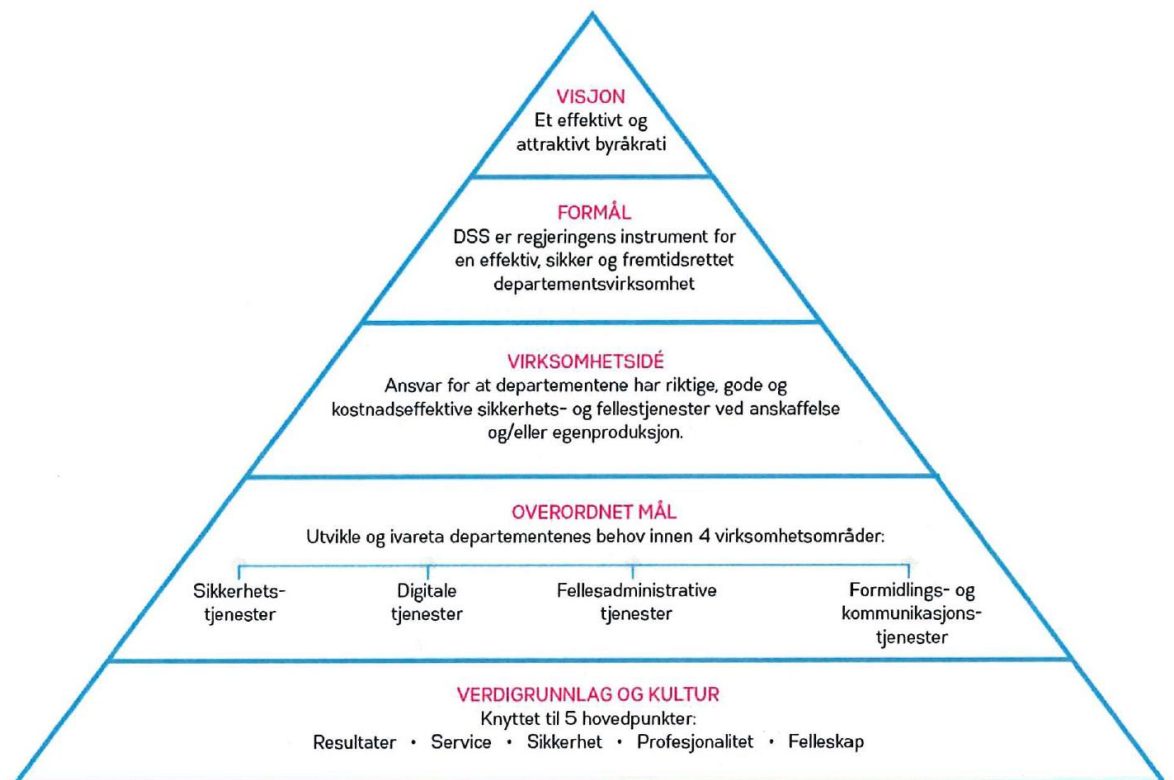 VISJON
Et effektivt og
attraktivt byråkrati
FORMÅL
DSS er regjeringens instrument for
en effektiv, sikker og fremtidsrettet
departementsvirksomhet
VIRKSOMHETSIDÉ
Ansvar for at departementene har riktige, gode og
kostnadseffektive sikkerhets- og fellestjenester ved anskaffelse
og/eller egenproduksjon.
OVERORDNET MÅL
Utvikle og ivareta departementenes behov innen 4 virksomhetsområder:
Sikkerhets-
tjenester
Digitale
tjenester
Fellesadministrative
tjenester
Formidlings- og
kommunikasjons-
tjenester
VERDIGRUNNLAG OG KULTUR
Knyttet til 5 hovedpunkter:
Resultater • Service • Sikkerhet • Profesjonalitet • Felleskap